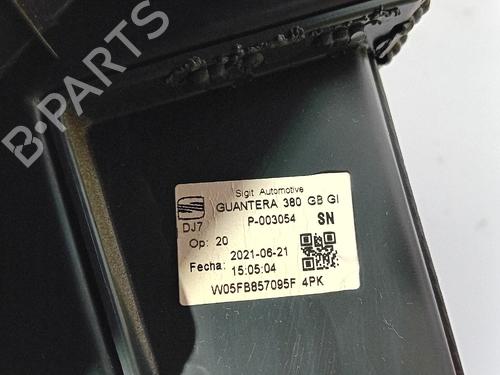 B-PARTS
Sigit Automotive
GUANTERA 380 GB GI
DJ7 P-003054 SN
Op: 20
2021-06-21
Fecha: 15:05:04
W05FB857095F 4PK